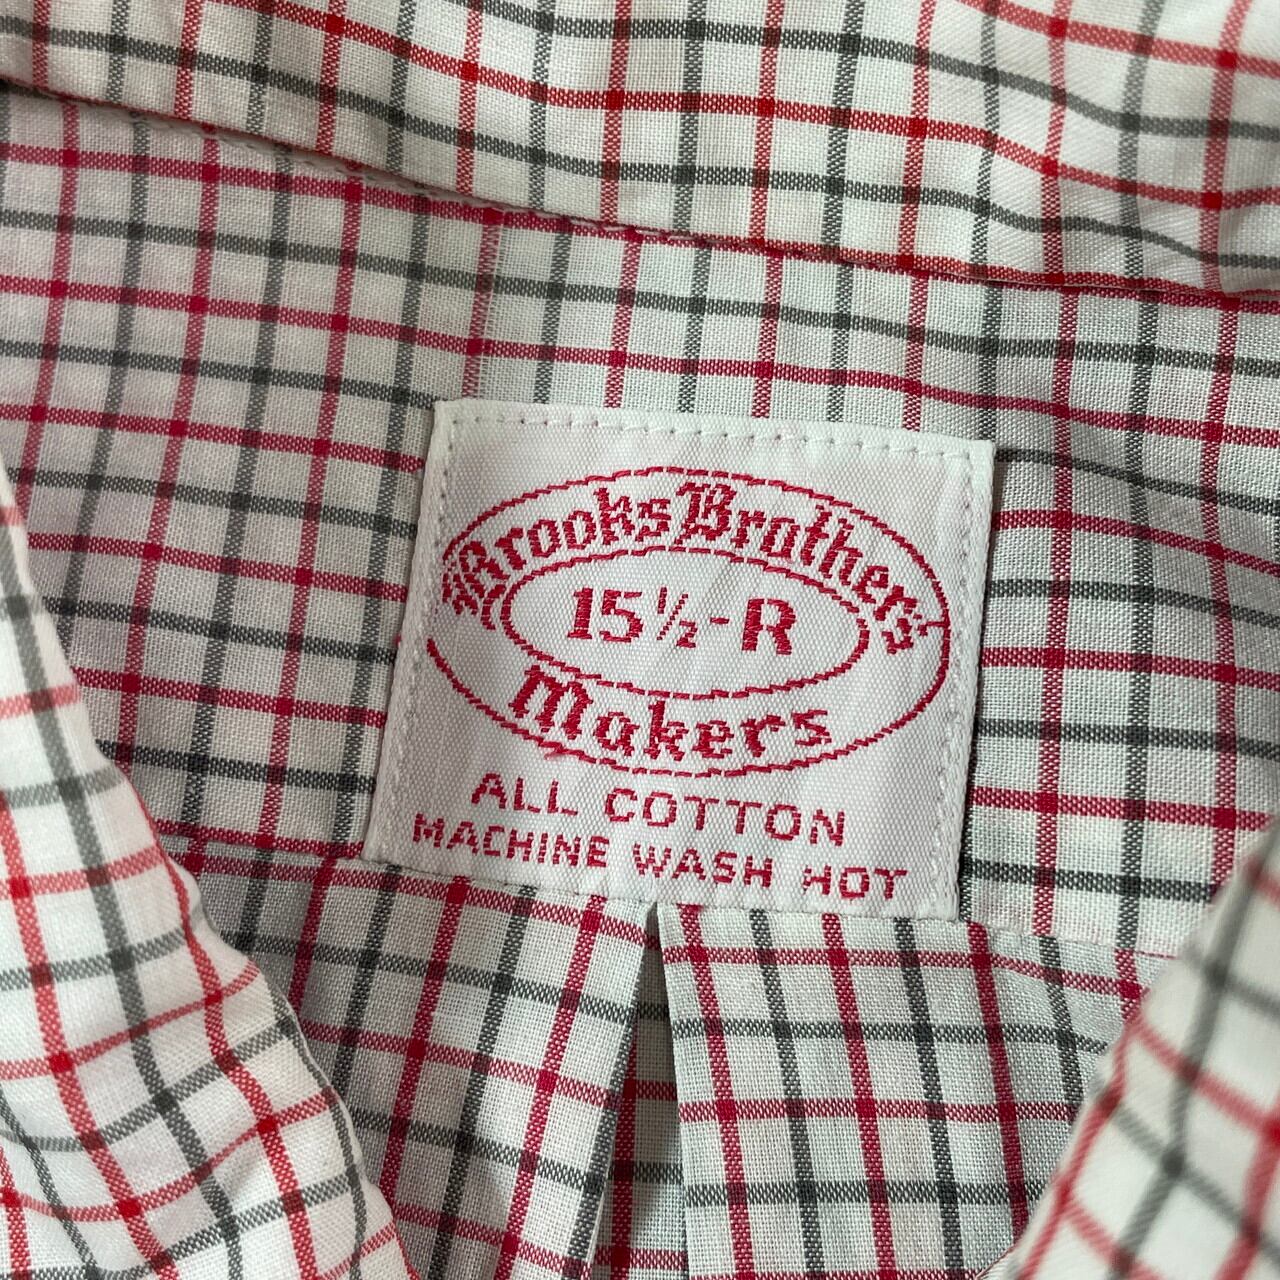 Brooks Brothers
15½-R
Makers
ALL COTTON
MACHINE WASH HOT